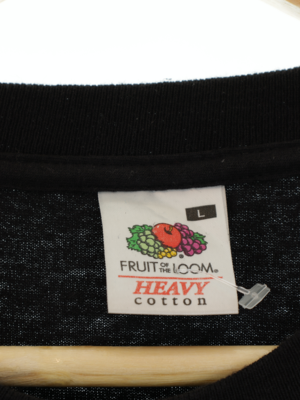 L
FRUIT OF THE LOOM®
HEAVY
cotton